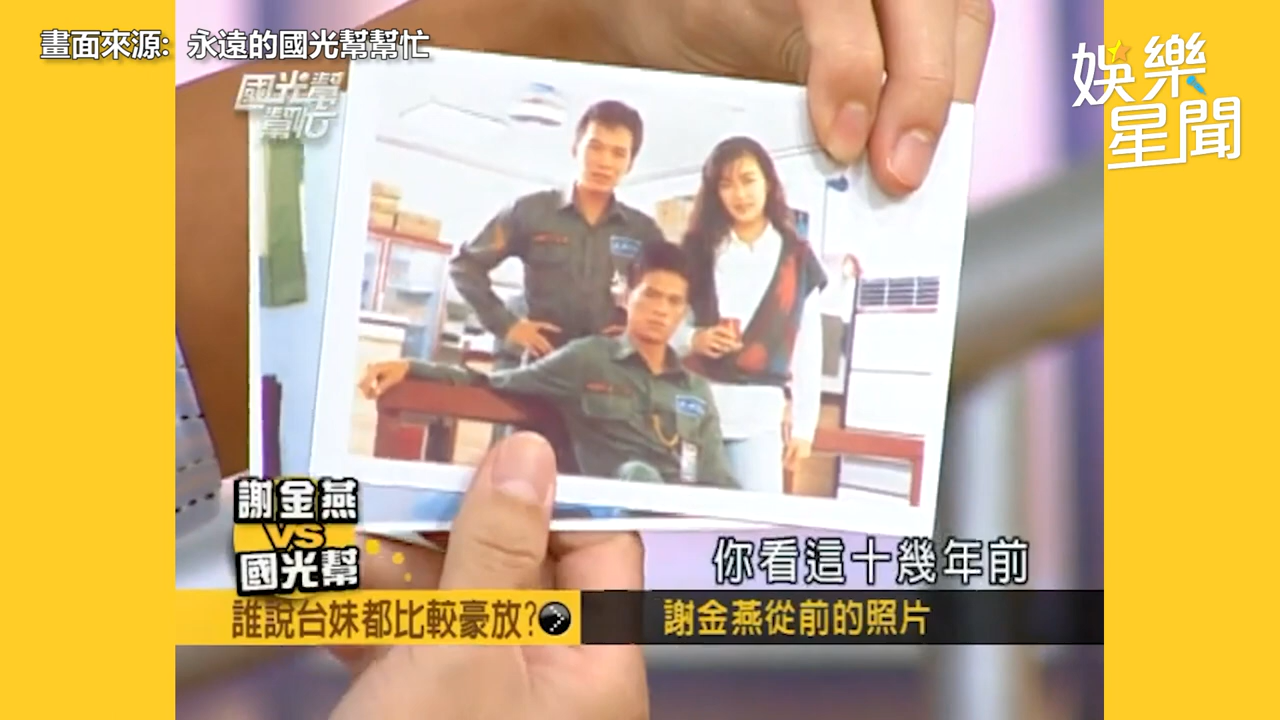 畫面來源: 永遠的國光幫幫忙
娛樂
星聞
國光幫
幫忙
謝金燕
VS
國光幫
你看這十幾年前
誰說台妹都比較豪放?
謝金燕從前的照片